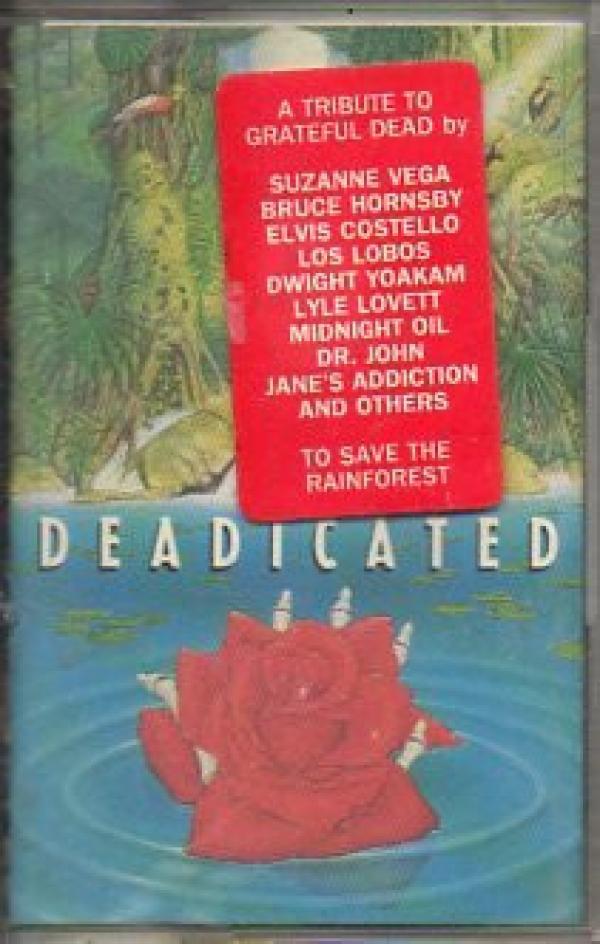 A TRIBUTE TO
GRATEFUL DEAD by
SUZANNE VEGA
BRUCE HORNSBY
ELVIS COSTELLO
LOS LOBOS
DWIGHT YOAKAM
LYLE LOVETT
MIDNIGHT OIL
DR. JOHN
JANE'S ADDICTION
AND OTHERS
TO SAVE THE
RAINFOREST
DEADICATED